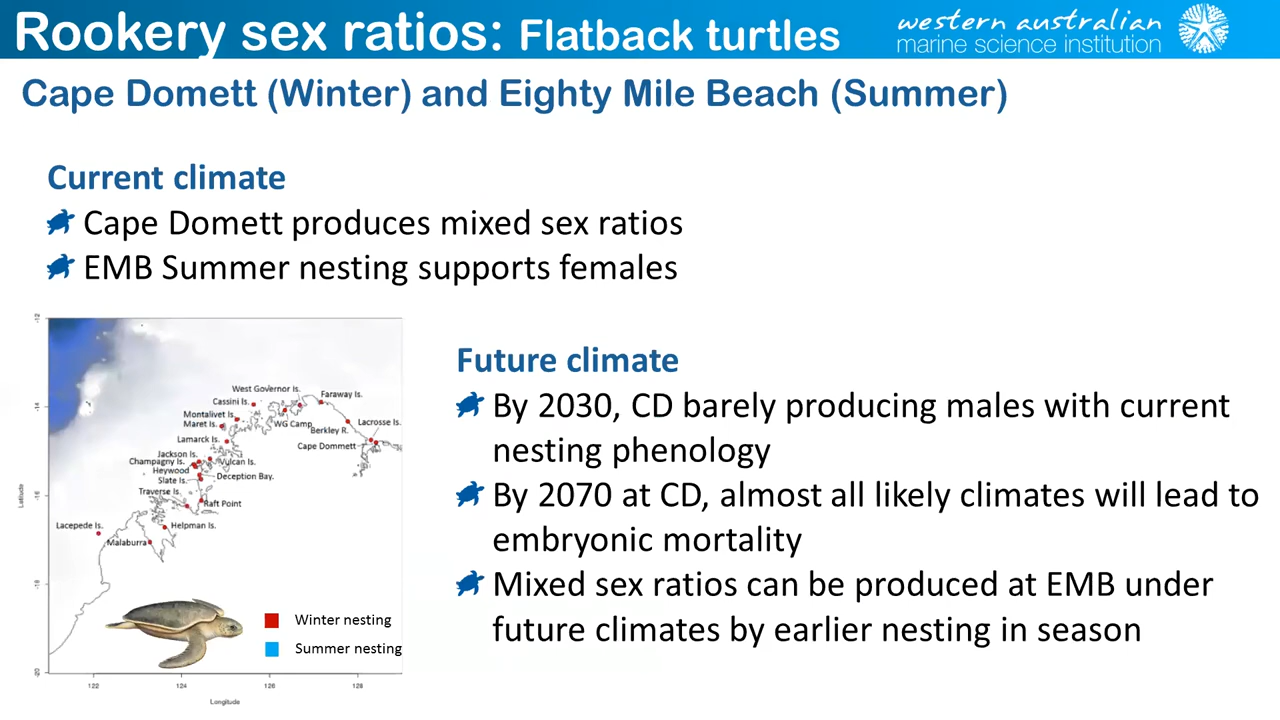 Rookery sex ratios: Flatback turtles
western australian
marine science institution
Cape Domett (Winter) and Eighty Mile Beach (Summer)
Current climate
Cape Domett produces mixed sex ratios
EMB Summer nesting supports females
Future climate
By 2030, CD barely producing males with current
nesting phenology
By 2070 at CD, almost all likely climates will lead to
embryonic mortality
Mixed sex ratios can be produced at EMB under
future climates by earlier nesting in season
-12
-14
-16
-18
-20
Latitude
West Governor Is.
Cassini Is.
Faraway Is.
Montalivet Is.
Maret Is.
WG Camp
Berkley R.
Lacrosse Is.
Lamarck Is.
Cape Dommett
Jackson Is.
Champagny Is.
Vulcan Is.
Heywood
Slate Is.
Deception Bay.
Traverse Is.
Raft Point
Lacepede Is.
Helpman Is.
Malaburra
Winter nesting
Summer nesting
122
124
126
128
Longitude